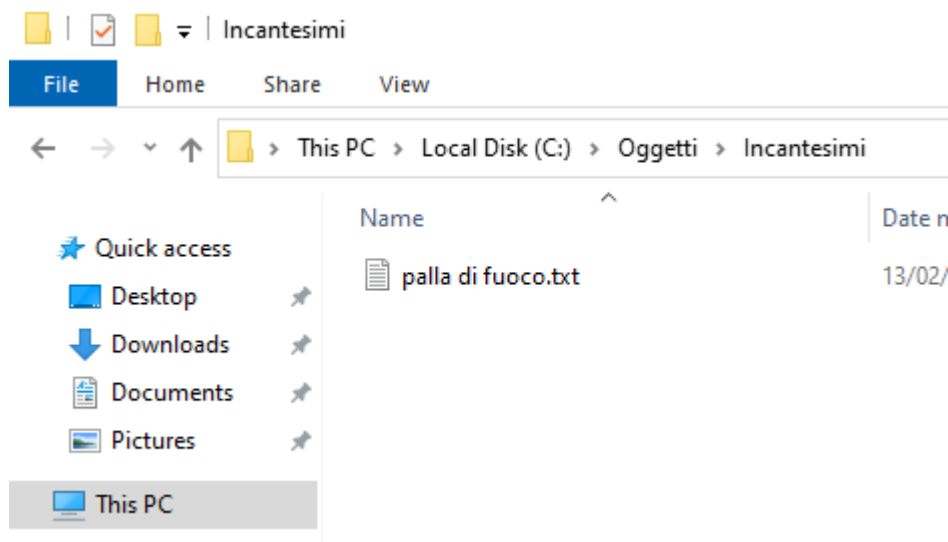 Incantesimi
File Home Share View
This PC Local Disk (C:) Oggetti Incantesimi
Name Date
Quick access
palla di fuoco.txt 13/02/
Desktop
Downloads
Documents
Pictures
This PC